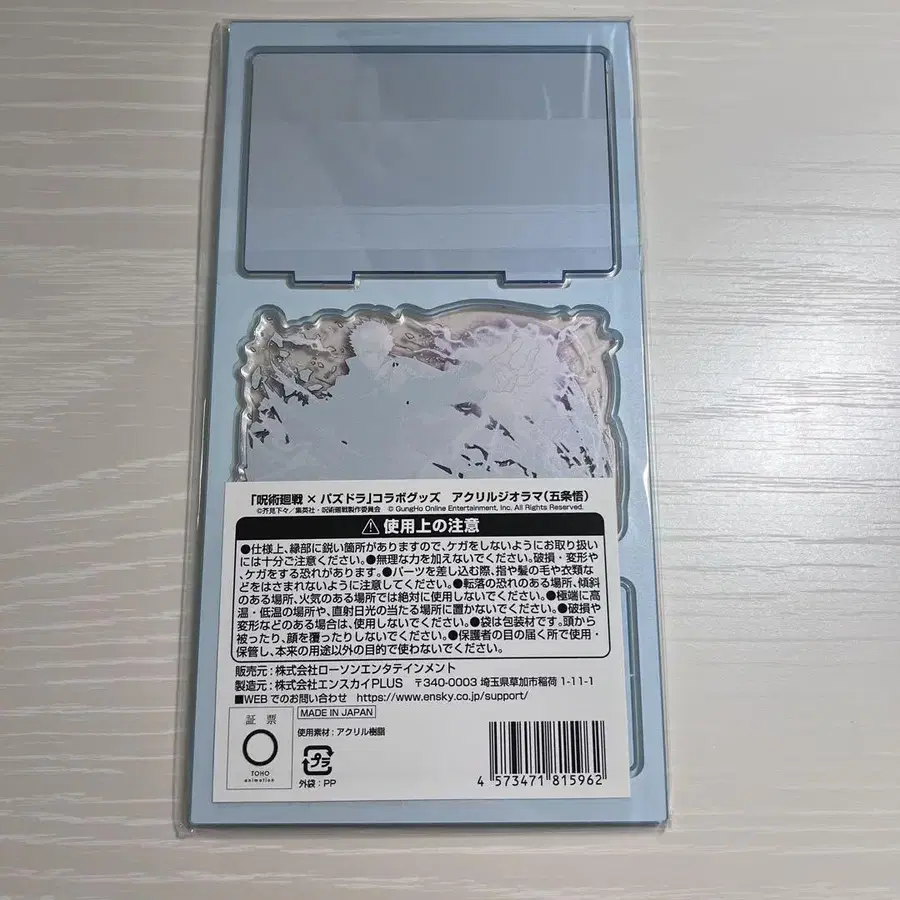 「呪術廻戦 × パズドラ」コラボグッズ　アクリルジオラマ(五条悟)
©芥見下々／集英社・呪術廻戦製作委員会　© GungHo Online Entertainment, Inc. All Rights Reserved.
使用上の注意
●仕様上、縁部に鋭い箇所がありますので、ケガをしないようにお取り扱い
には十分ご注意ください。●無理な力を加えないでください。破損・変形や、
ケガをする恐れがあります。●パーツを差し込む際、指や髪の毛や衣類な
どをはさまれないように注意してください。●転落の恐れのある場所、傾斜
のある場所、火気のある場所では絶対に使用しないでください。●極端に高
温・低温の場所や、直射日光の当たる場所に置かないでください。●破損や
変形などのある場合は、使用しないでください。●袋は包装材です。頭から
被ったり、顔を覆ったりしないでください。●保護者の目の届く所で使用・
保管し、本来の用途以外の目的で使わないでください。
販売元：株式会社ローソンエンタテインメント
製造元：株式会社エンスカイPLUS　〒340-0003 埼玉県草加市稲荷 1-11-1
■WEB でのお問い合わせ　https://www.ensky.co.jp/support/
証 票
TOHO
animation
MADE IN JAPAN
使用素材：アクリル樹脂
プラ
外袋：PP
4 573471 815962